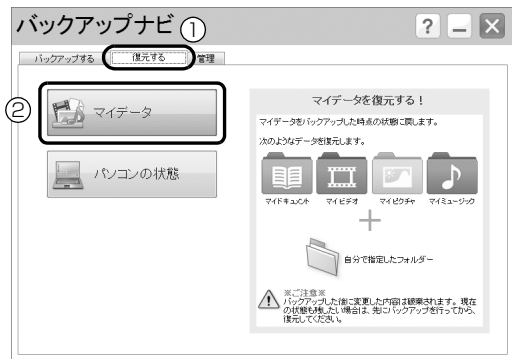 バックアップナビ
①
? － ×
バックアップする 復元する 管理
②
マイデータ
パソコンの状態
マイデータを復元する！
マイデータをバックアップした時点の状態に戻します。
次のようなデータを復元します。
マイドキュメント マイビデオ マイピクチャ マイミュージック
＋
自分で指定したフォルダー
※ご注意※
バックアップした後に変更した内容は破棄されます。現在
の状態も残したい場合は、先にバックアップを行ってから、
復元してください。